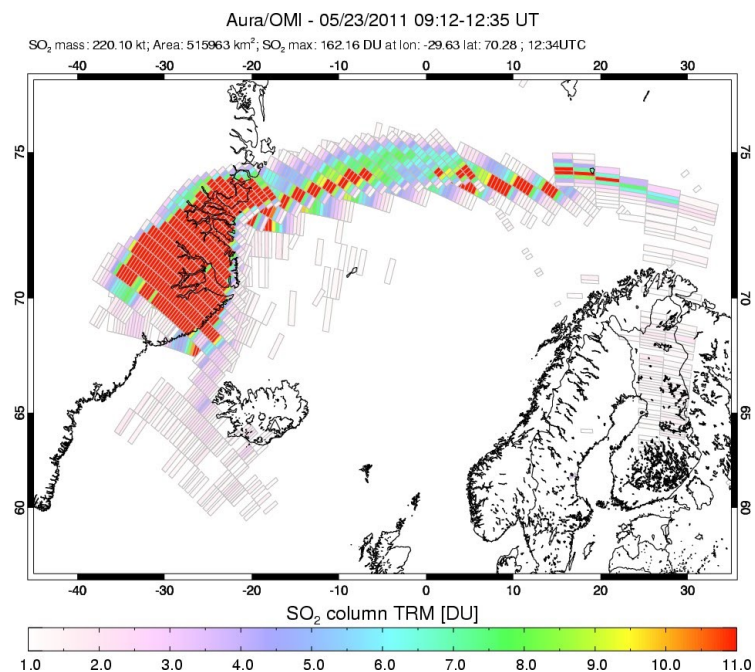 Aura/OMI - 05/23/2011 09:12-12:35 UT
SO₂ mass: 220.10 kt; Area: 515963 km²; SO₂ max: 162.16 DU at lon: -29.63 lat: 70.28 ; 12:34UTC
-40 -30 -20 -10 0 10 20 30
75 75
70 70
65 65
60 60
-40 -30 -20 -10 0 10 20 30
SO₂ column TRM [DU]
1.0 2.0 3.0 4.0 5.0 6.0 7.0 8.0 9.0 10.0 11.0